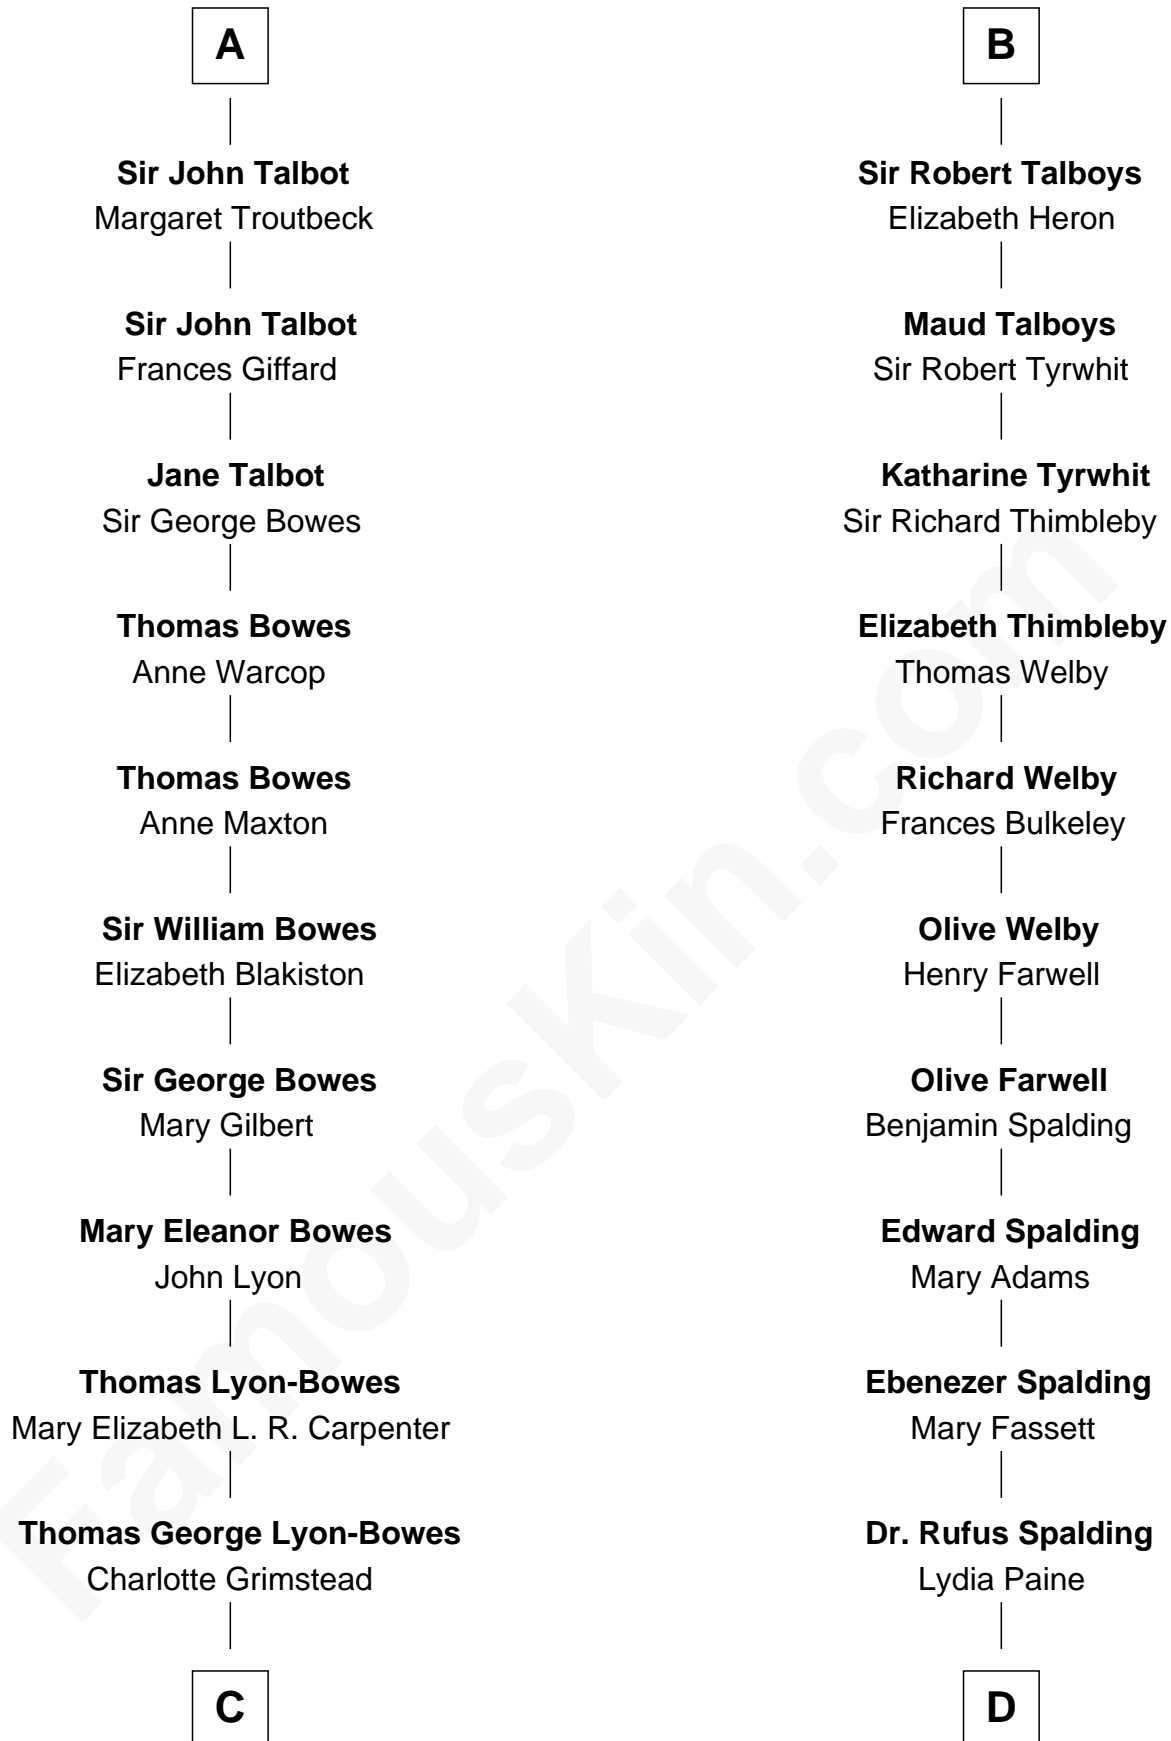 A
Sir John Talbot
Margaret Troutbeck
Sir John Talbot
Frances Giffard
Jane Talbot
Sir George Bowes
Thomas Bowes
Anne Warcop
Thomas Bowes
Anne Maxton
Sir William Bowes
Elizabeth Blakiston
Sir George Bowes
Mary Gilbert
Mary Eleanor Bowes
John Lyon
Thomas Lyon-Bowes
Mary Elizabeth L. R. Carpenter
Thomas George Lyon-Bowes
Charlotte Grimstead
C
B
Sir Robert Talboys
Elizabeth Heron
Maud Talboys
Sir Robert Tyrwhit
Katharine Tyrwhit
Sir Richard Thimbleby
Elizabeth Thimbleby
Thomas Welby
Richard Welby
Frances Bulkeley
Olive Welby
Henry Farwell
Olive Farwell
Benjamin Spalding
Edward Spalding
Mary Adams
Ebenezer Spalding
Mary Fassett
Dr. Rufus Spalding
Lydia Paine
D
FamousKin.com